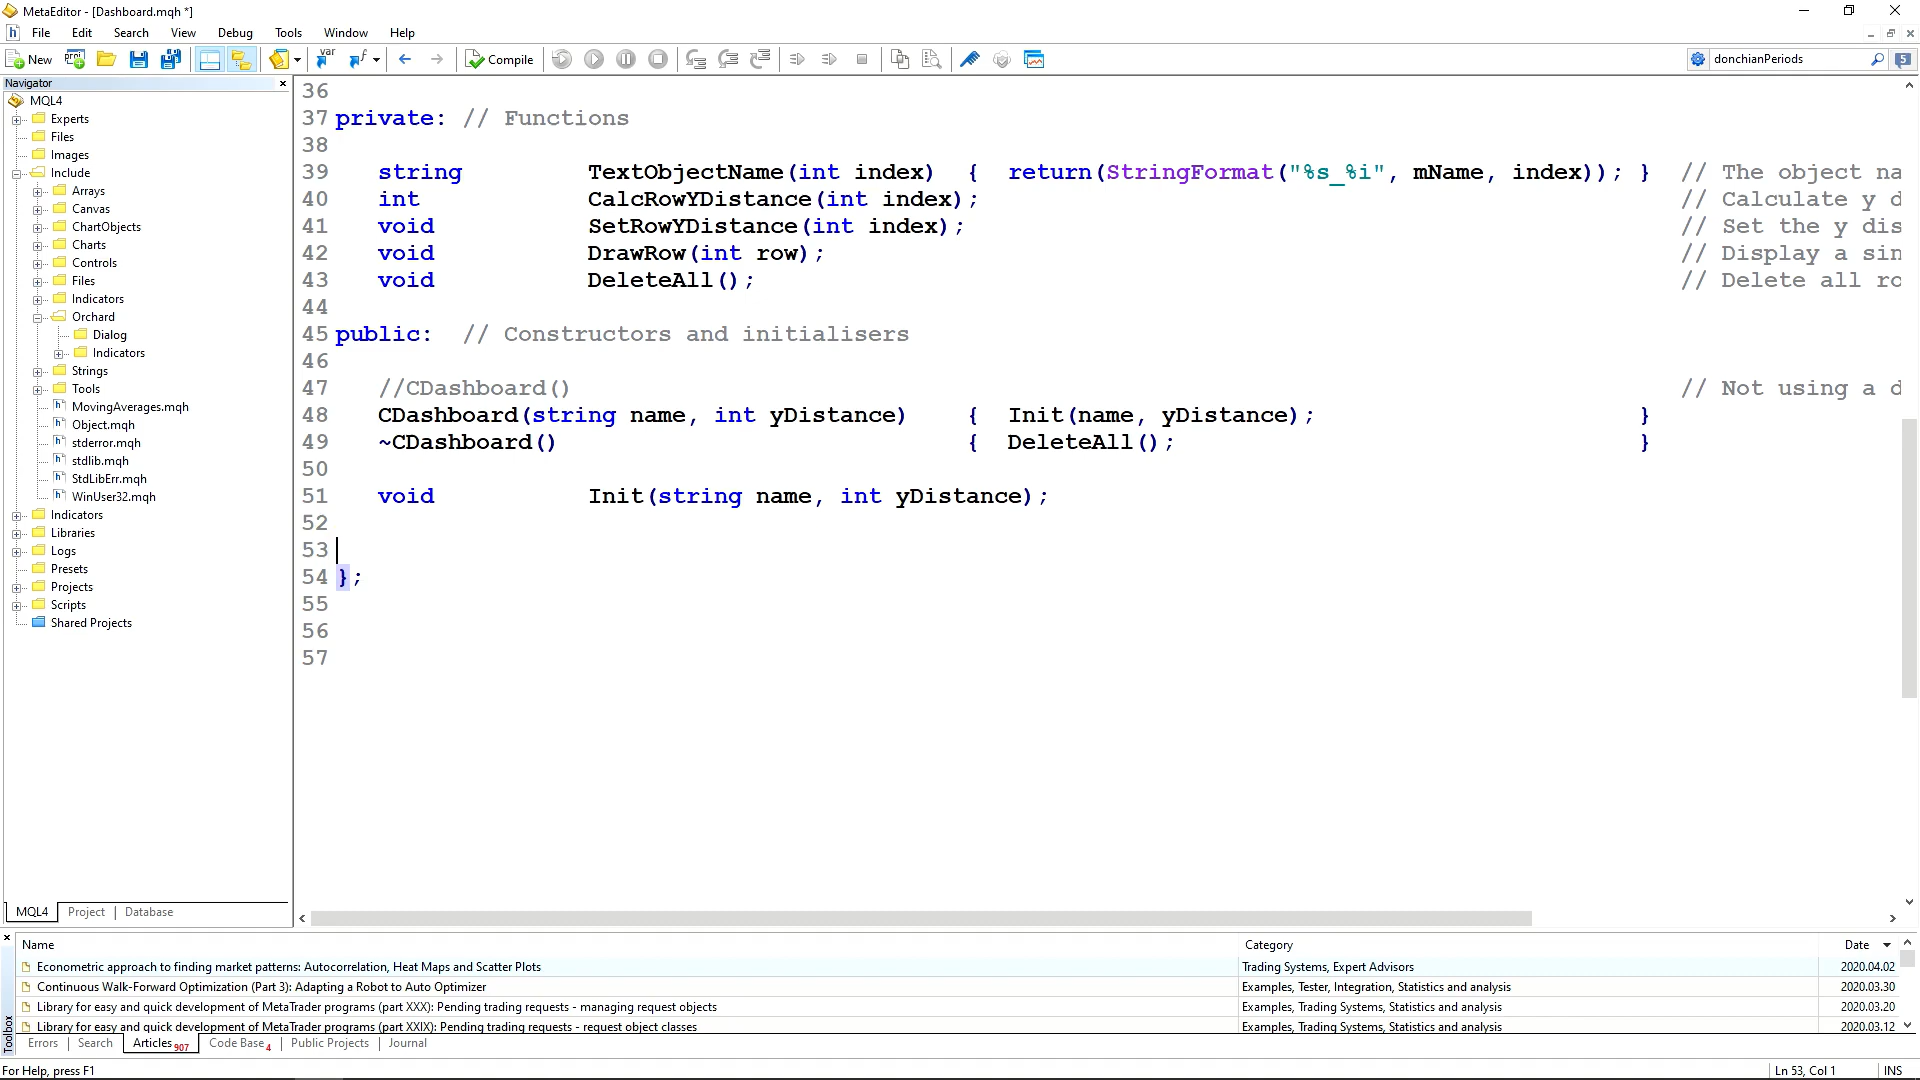 MetaEditor - [Dashboard.mqh *]
File Edit Search View Debug Tools Window Help
New Compile donchianPeriods 5
Navigator
MQL4
Experts
Files
Images
Include
Arrays
Canvas
ChartObjects
Charts
Controls
Files
Indicators
Orchard
Dialog
Indicators
Strings
Tools
MovingAverages.mqh
Object.mqh
stderror.mqh
stdlib.mqh
StdLibErr.mqh
WinUser32.mqh
Indicators
Libraries
Logs
Presets
Projects
Scripts
Shared Projects
MQL4 | Project | Database
36
37 private: // Functions
38
39 string TextObjectName(int index) { return(StringFormat("%s_%i", mName, index)); } // The object na
40 int CalcRowYDistance(int index); // Calculate y d
41 void SetRowYDistance(int index); // Set the y dis
42 void DrawRow(int row); // Display a sin
43 void DeleteAll(); // Delete all ro
44
45 public: // Constructors and initialisers
46
47 //CDashboard() // Not using a d
48 CDashboard(string name, int yDistance) { Init(name, yDistance); }
49 ~CDashboard() { DeleteAll(); }
50
51 void Init(string name, int yDistance);
52
53
54 };
55
56
57
Name Category Date
Econometric approach to finding market patterns: Autocorrelation, Heat Maps and Scatter Plots Trading Systems, Expert Advisors 2020.04.02
Continuous Walk-Forward Optimization (Part 3): Adapting a Robot to Auto Optimizer Examples, Tester, Integration, Statistics and analysis 2020.03.30
Library for easy and quick development of MetaTrader programs (part XXX): Pending trading requests - managing request objects Examples, Trading Systems, Statistics and analysis 2020.03.20
Library for easy and quick development of MetaTrader programs (part XXIX): Pending trading requests - request object classes Examples, Trading Systems, Statistics and analysis 2020.03.12
Toolbox
Errors | Search | Articles 907 | Code Base 4 | Public Projects | Journal
For Help, press F1 Ln 53, Col 1 INS